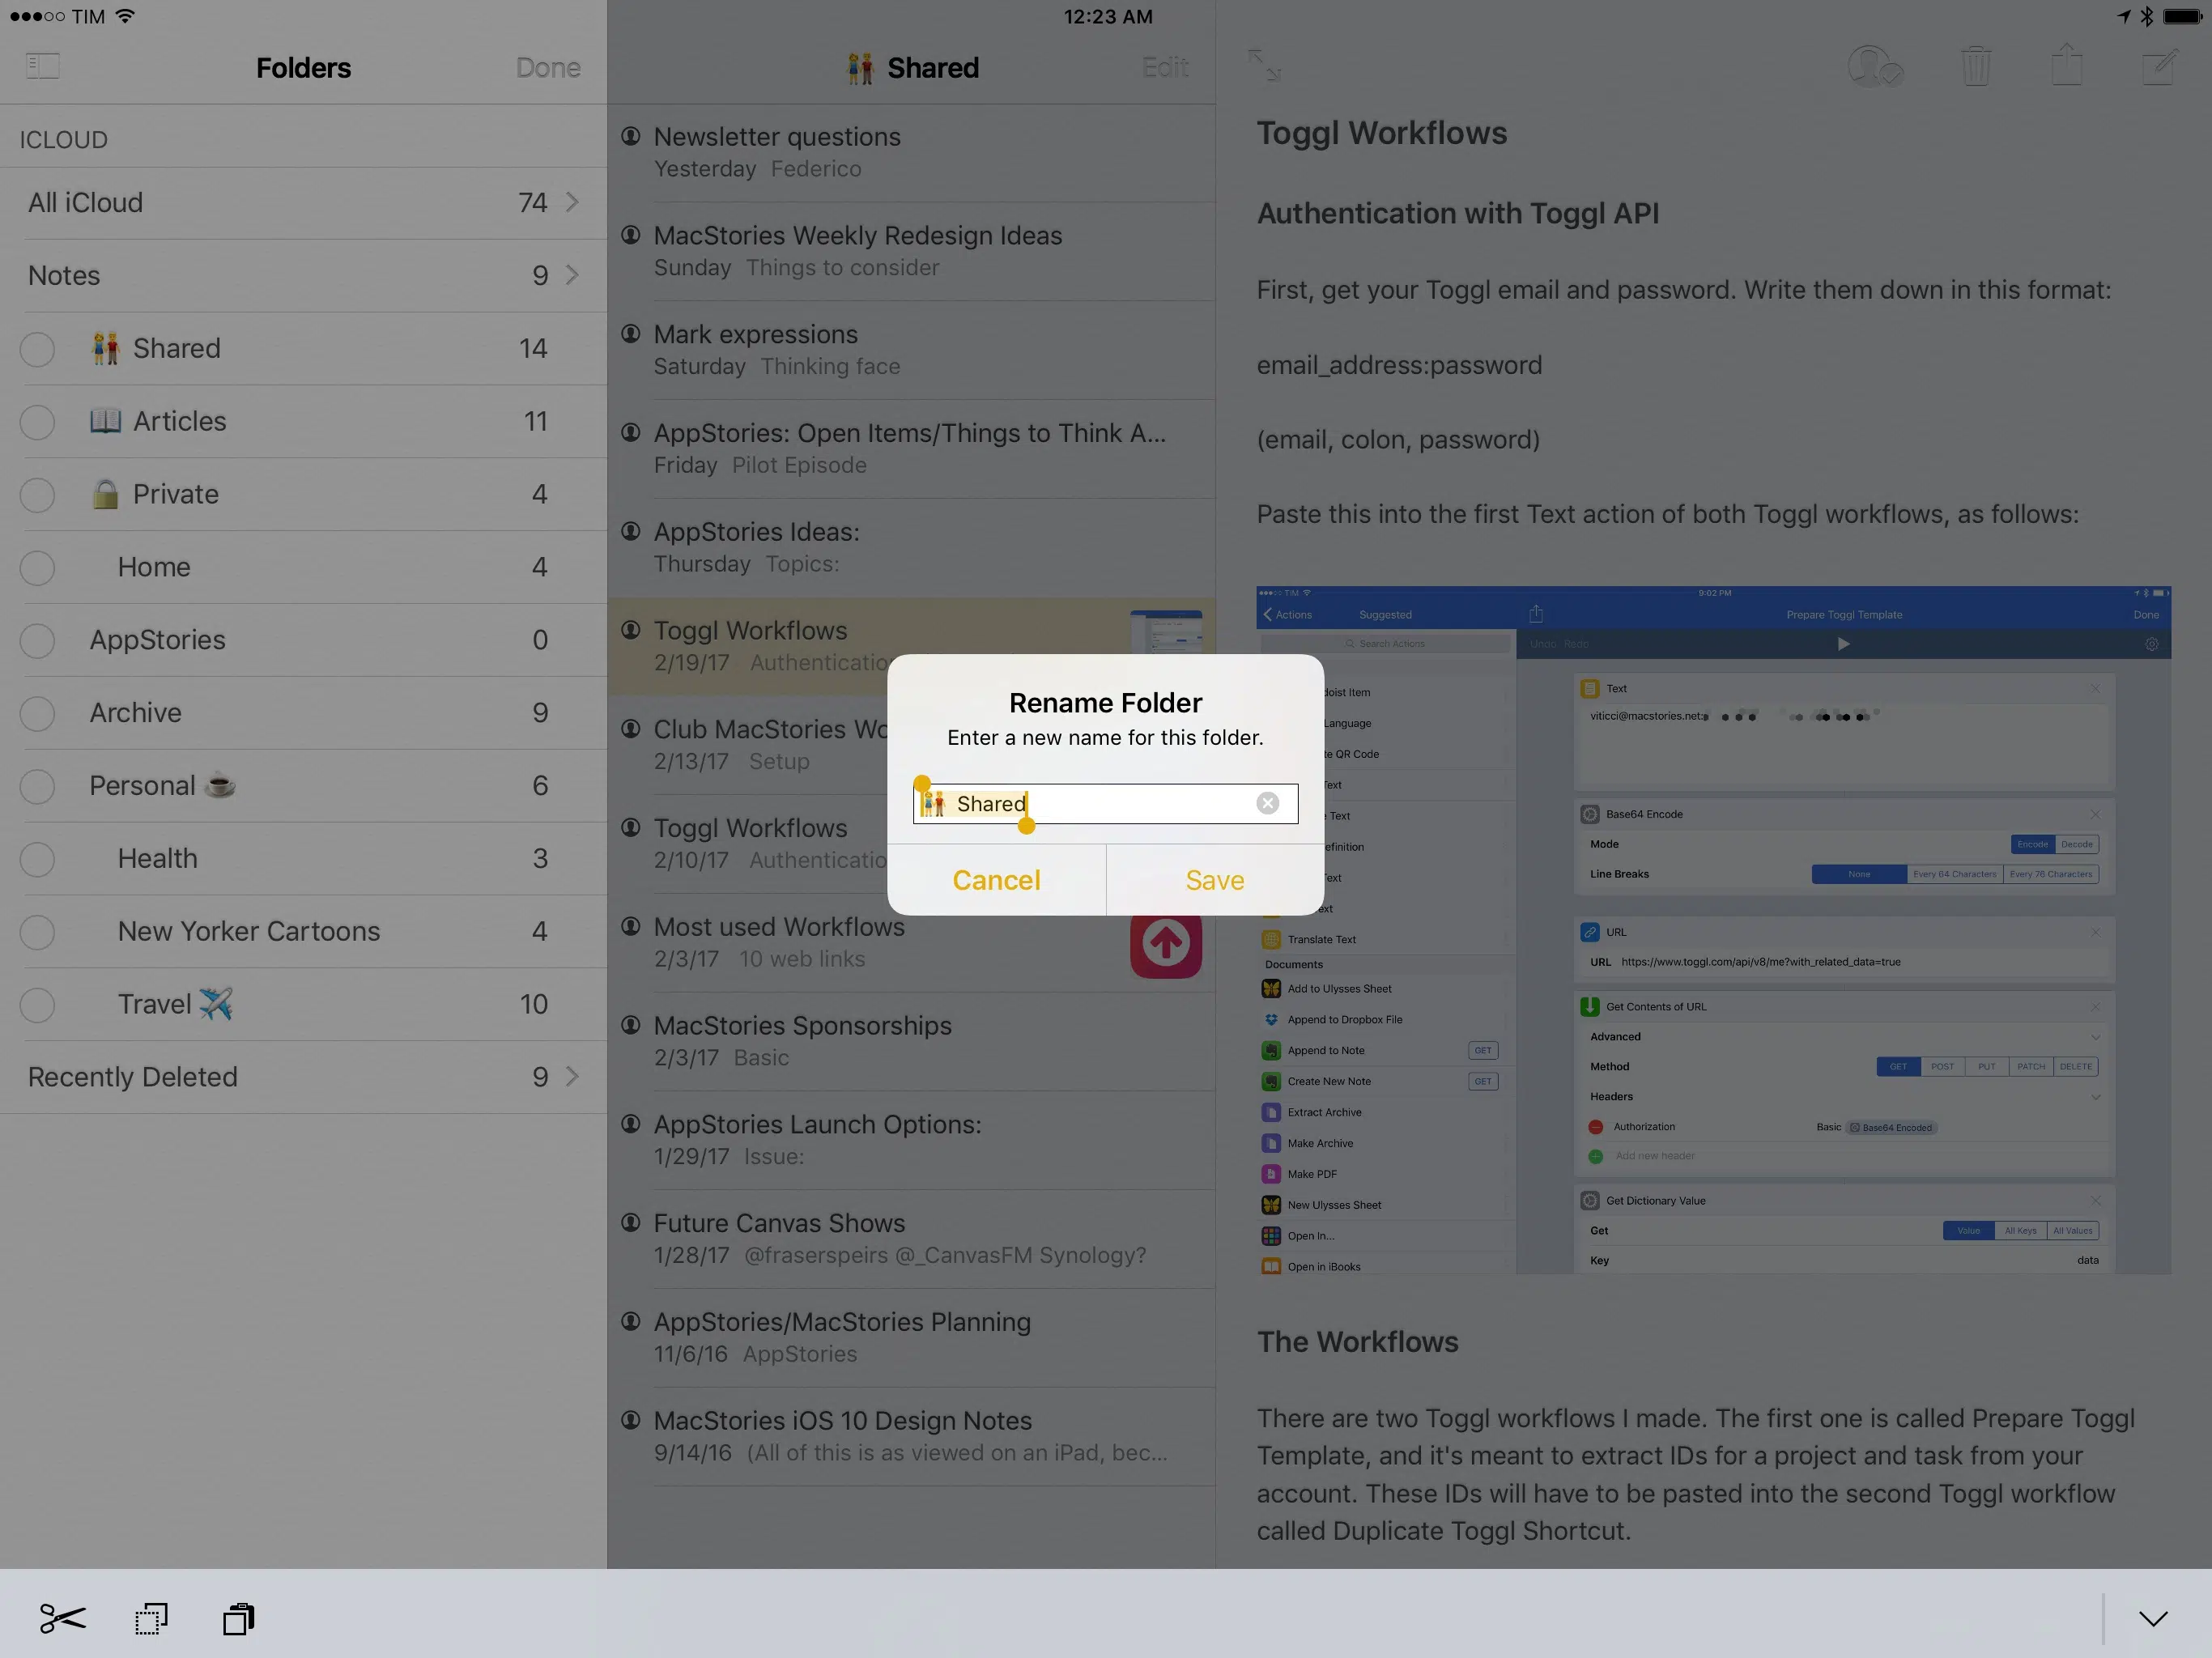 TIM
12:23 AM
Folders
Done
ICLOUD
All iCloud 74
Notes 9
👫 Shared 14
📖 Articles 11
🔒 Private 4
Home 4
AppStories 0
Archive 9
Personal ☕️ 6
Health 3
New Yorker Cartoons 4
Travel ✈️ 10
Recently Deleted 9
👫 Shared
Edit
Newsletter questions
Yesterday Federico
MacStories Weekly Redesign Ideas
Sunday Things to consider
Mark expressions
Saturday Thinking face
AppStories: Open Items/Things to Think A...
Friday Pilot Episode
AppStories Ideas:
Thursday Topics:
Toggl Workflows
2/19/17 Authenticatio
Club MacStories Wo
2/13/17 Setup
Toggl Workflows
2/10/17 Authenticatio
Most used Workflows
2/3/17 10 web links
MacStories Sponsorships
2/3/17 Basic
AppStories Launch Options:
1/29/17 Issue:
Future Canvas Shows
1/28/17 @fraserspeirs @_CanvasFM Synology?
AppStories/MacStories Planning
11/6/16 AppStories
MacStories iOS 10 Design Notes
9/14/16 (All of this is as viewed on an iPad, bec...
Rename Folder
Enter a new name for this folder.
👫 Shared
Cancel
Save
Toggl Workflows
Authentication with Toggl API
First, get your Toggl email and password. Write them down in this format:
email_address:password
(email, colon, password)
Paste this into the first Text action of both Toggl workflows, as follows:
TIM
9:02 PM
Actions
Suggested
Prepare Toggl Template
Done
Search Actions
Undo Redo
doist Item
Language
te QR Code
Text
Text
efinition
Text
ext
Translate Text
Documents
Add to Ulysses Sheet
Append to Dropbox File
Append to Note GET
Create New Note GET
Extract Archive
Make Archive
Make PDF
New Ulysses Sheet
Open In...
Open in iBooks
Text
viticci@macstories.net:
Base64 Encode
Mode Encode Decode
Line Breaks None Every 64 Characters Every 76 Characters
URL
URL https://www.toggl.com/api/v8/me?with_related_data=true
Get Contents of URL
Advanced
Method GET POST PUT PATCH DELETE
Headers
Authorization Basic Base64 Encoded
Add new header
Get Dictionary Value
Get Value All Keys All Values
Key data
The Workflows
There are two Toggl workflows I made. The first one is called Prepare Toggl
Template, and it's meant to extract IDs for a project and task from your
account. These IDs will have to be pasted into the second Toggl workflow
called Duplicate Toggl Shortcut.